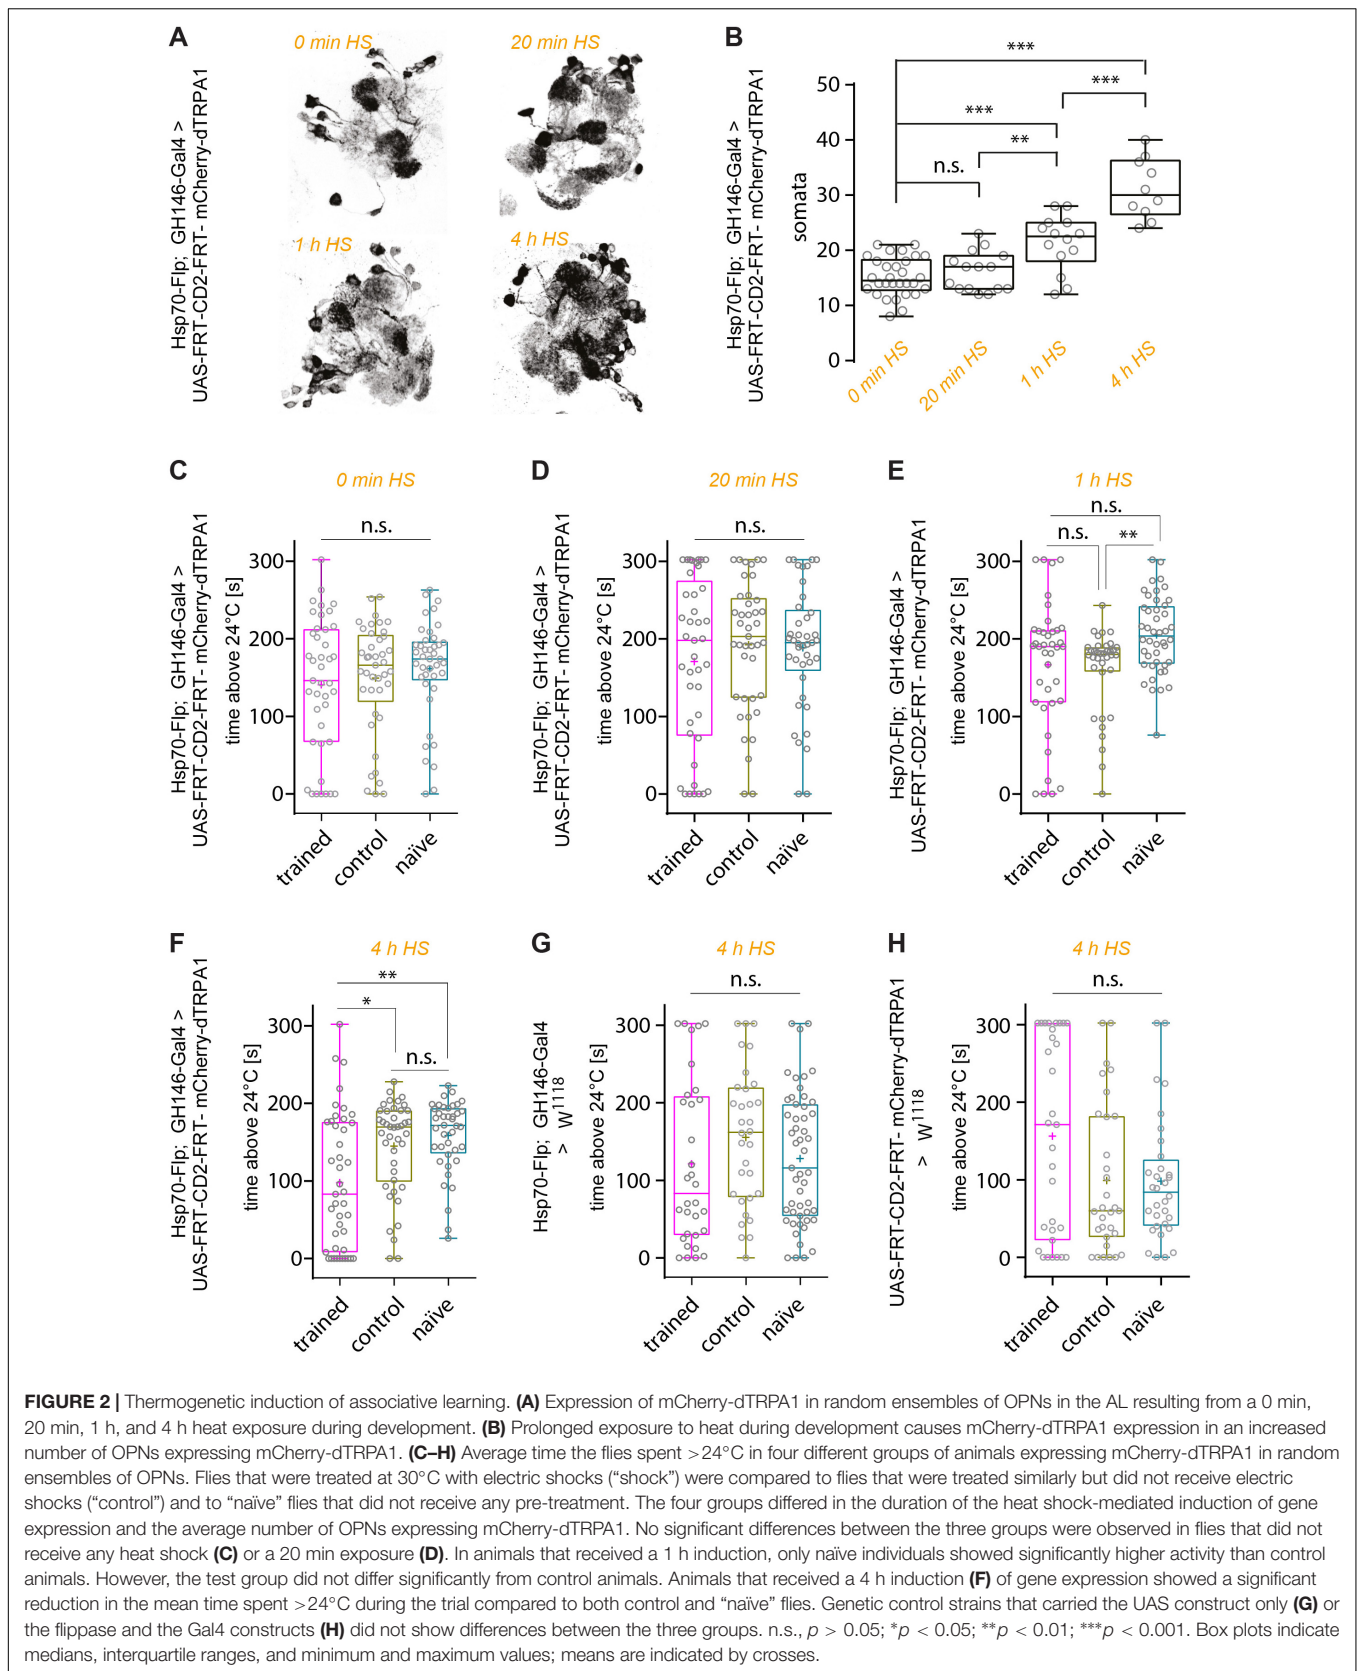 A
0 min HS
20 min HS
1 h HS
4 h HS
Hsp70-Flp; GH146-Gal4 >
UAS-FRT-CD2-FRT- mCherry-dTRPA1
B
Hsp70-Flp; GH146-Gal4 >
UAS-FRT-CD2-FRT- mCherry-dTRPA1
somata
50
40
30
20
10
0
***
***
***
**
n.s.
0 min HS
20 min HS
1 h HS
4 h HS
C
0 min HS
Hsp70-Flp; GH146-Gal4 >
UAS-FRT-CD2-FRT- mCherry-dTRPA1
time above 24°C [s]
n.s.
300
200
100
0
trained
control
naïve
D
20 min HS
Hsp70-Flp; GH146-Gal4 >
UAS-FRT-CD2-FRT- mCherry-dTRPA1
time above 24°C [s]
n.s.
300
200
100
0
trained
control
naïve
E
1 h HS
Hsp70-Flp; GH146-Gal4 >
UAS-FRT-CD2-FRT- mCherry-dTRPA1
time above 24°C [s]
n.s.
n.s.
**
300
200
100
0
trained
control
naïve
F
4 h HS
Hsp70-Flp; GH146-Gal4 >
UAS-FRT-CD2-FRT- mCherry-dTRPA1
time above 24°C [s]
**
*
n.s.
300
200
100
0
trained
control
naïve
G
4 h HS
Hsp70-Flp; GH146-Gal4
> W1118
time above 24°C [s]
n.s.
300
200
100
0
trained
control
naïve
H
4 h HS
UAS-FRT-CD2-FRT- mCherry-dTRPA1
> W1118
time above 24°C [s]
n.s.
300
200
100
0
trained
control
naïve
FIGURE 2 | Thermogenetic induction of associative learning. (A) Expression of mCherry-dTRPA1 in random ensembles of OPNs in the AL resulting from a 0 min,
20 min, 1 h, and 4 h heat exposure during development. (B) Prolonged exposure to heat during development causes mCherry-dTRPA1 expression in an increased
number of OPNs expressing mCherry-dTRPA1. (C–H) Average time the flies spent >24°C in four different groups of animals expressing mCherry-dTRPA1 in random
ensembles of OPNs. Flies that were treated at 30°C with electric shocks (“shock”) were compared to flies that were treated similarly but did not receive electric
shocks (“control”) and to “naïve” flies that did not receive any pre-treatment. The four groups differed in the duration of the heat shock-mediated induction of gene
expression and the average number of OPNs expressing mCherry-dTRPA1. No significant differences between the three groups were observed in flies that did not
receive any heat shock (C) or a 20 min exposure (D). In animals that received a 1 h induction, only naïve individuals showed significantly higher activity than control
animals. However, the test group did not differ significantly from control animals. Animals that received a 4 h induction (F) of gene expression showed a significant
reduction in the mean time spent >24°C during the trial compared to both control and “naïve” flies. Genetic control strains that carried the UAS construct only (G) or
the flippase and the Gal4 constructs (H) did not show differences between the three groups. n.s., p > 0.05; *p < 0.05; **p < 0.01; ***p < 0.001. Box plots indicate
medians, interquartile ranges, and minimum and maximum values; means are indicated by crosses.